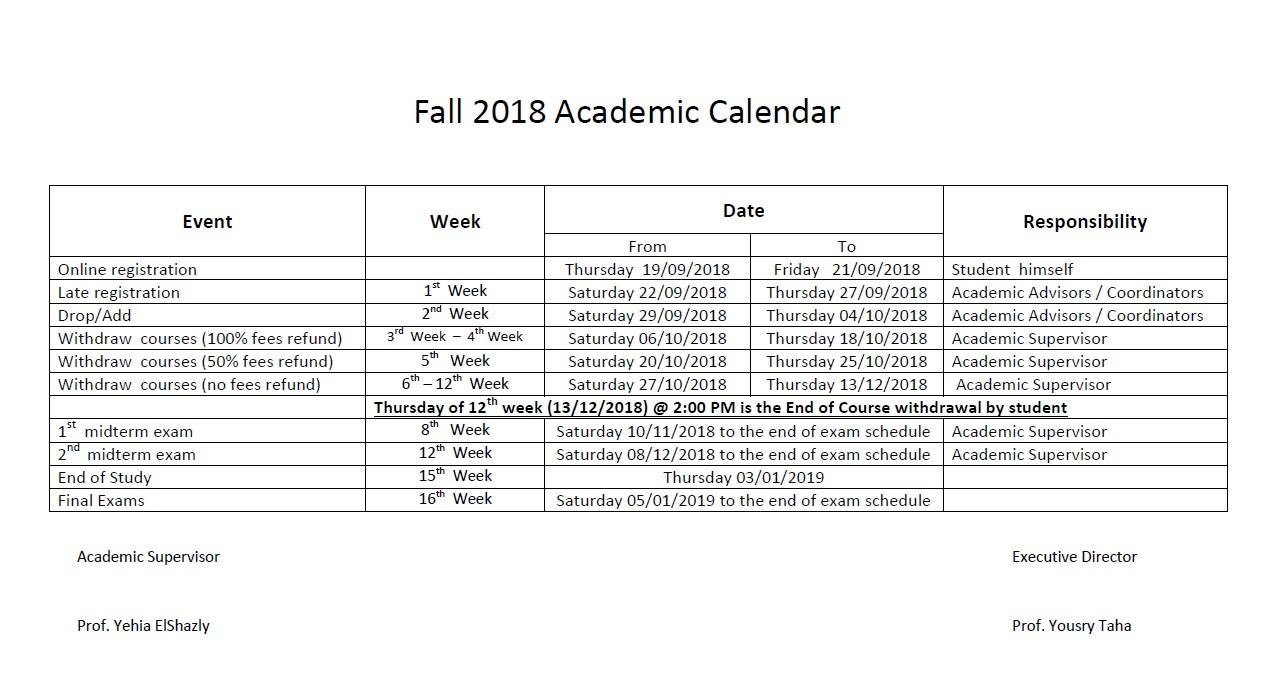 Fall 2018 Academic Calendar
Event Week Date Responsibility
From To
Online registration Thursday 19/09/2018 Friday 21/09/2018 Student himself
Late registration 1st Week Saturday 22/09/2018 Thursday 27/09/2018 Academic Advisors / Coordinators
Drop/Add 2nd Week Saturday 29/09/2018 Thursday 04/10/2018 Academic Advisors / Coordinators
Withdraw courses (100% fees refund) 3rd Week – 4th Week Saturday 06/10/2018 Thursday 18/10/2018 Academic Supervisor
Withdraw courses (50% fees refund) 5th Week Saturday 20/10/2018 Thursday 25/10/2018 Academic Supervisor
Withdraw courses (no fees refund) 6th – 12th Week Saturday 27/10/2018 Thursday 13/12/2018 Academic Supervisor
Thursday of 12th week (13/12/2018) @ 2:00 PM is the End of Course withdrawal by student
1st midterm exam 8th Week Saturday 10/11/2018 to the end of exam schedule Academic Supervisor
2nd midterm exam 12th Week Saturday 08/12/2018 to the end of exam schedule Academic Supervisor
End of Study 15th Week Thursday 03/01/2019
Final Exams 16th Week Saturday 05/01/2019 to the end of exam schedule
Academic Supervisor Executive Director
Prof. Yehia ElShazly Prof. Yousry Taha